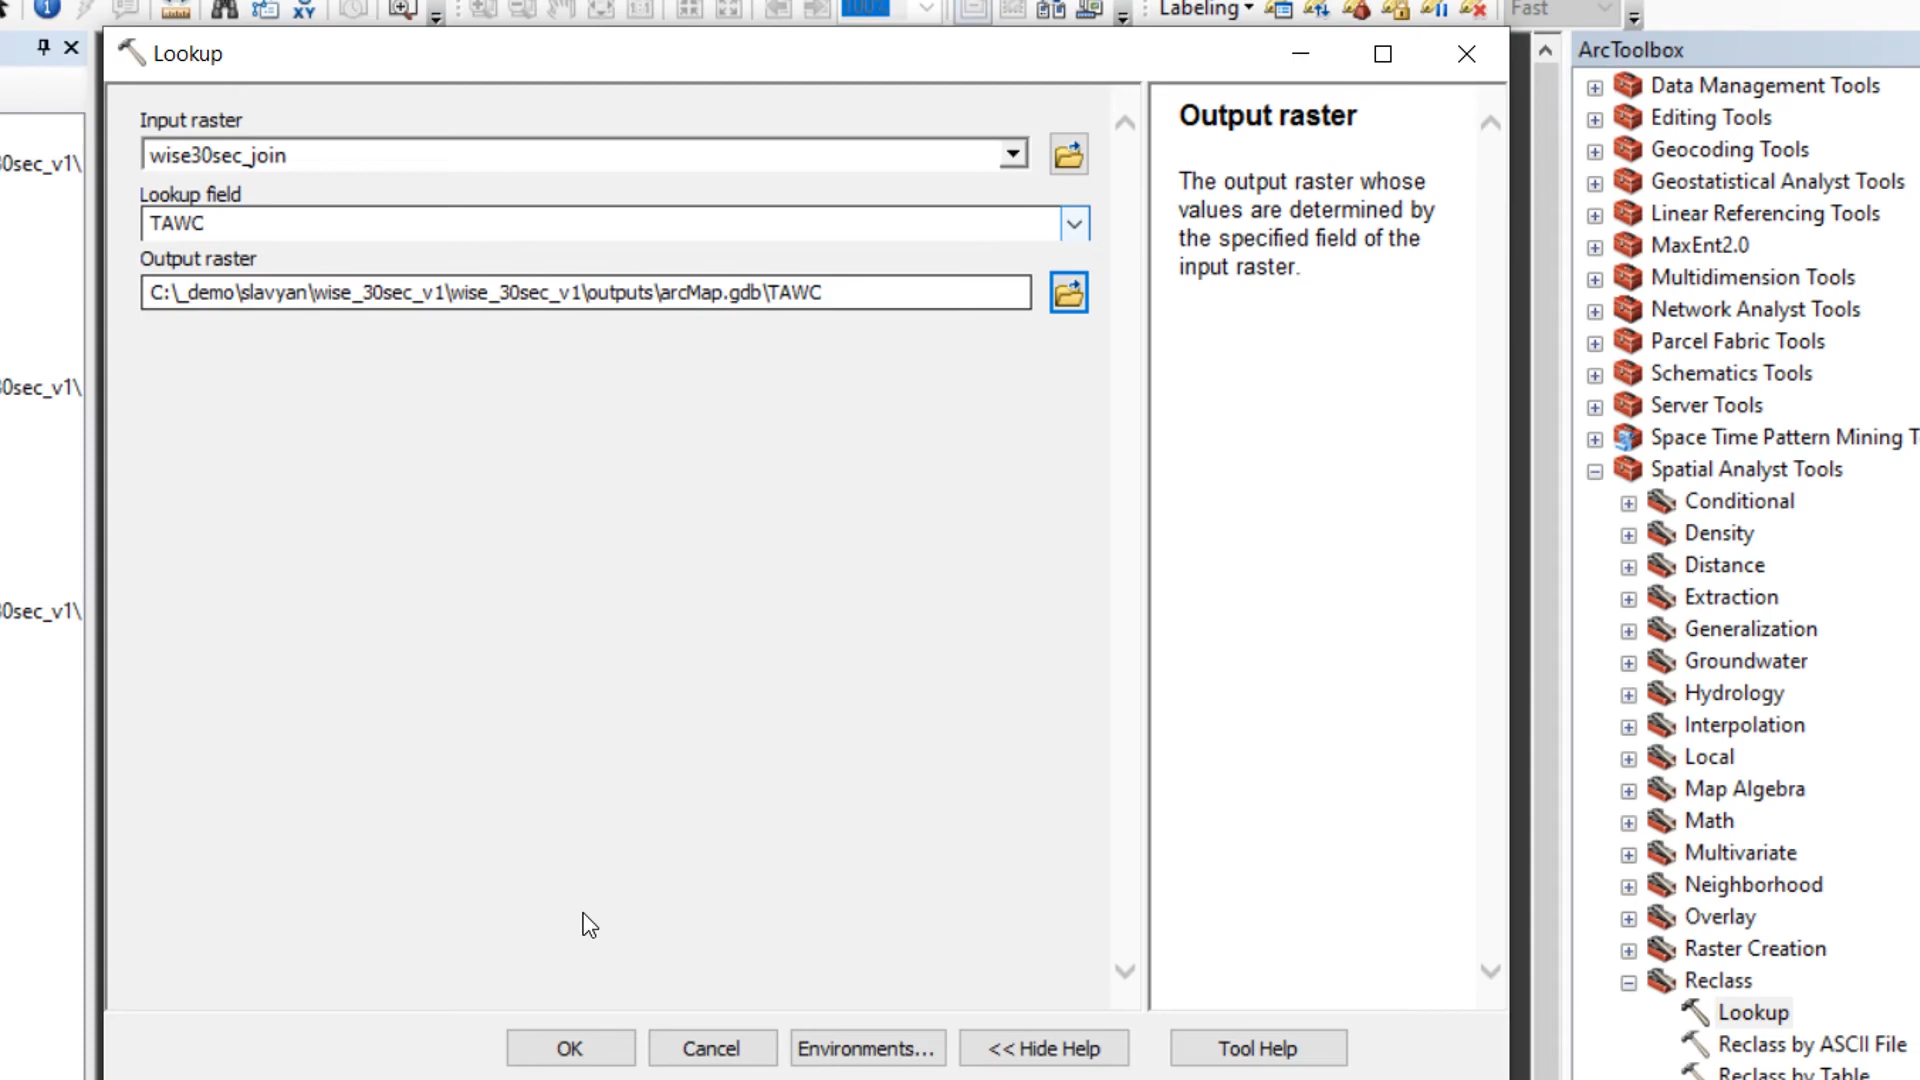 XY
1:1
100%
Labeling
Fast
Lookup
Input raster
wise30sec_join
Lookup field
TAWC
Output raster
C:\_demo\slavyan\wise_30sec_v1\wise_30sec_v1\outputs\arcMap.gdb\TAWC
OK
Cancel
Environments...
<< Hide Help
Tool Help
Output raster
The output raster whose
values are determined by
the specified field of the
input raster.
0sec_v1\
0sec_v1\
0sec_v1\
ArcToolbox
Data Management Tools
Editing Tools
Geocoding Tools
Geostatistical Analyst Tools
Linear Referencing Tools
MaxEnt2.0
Multidimension Tools
Network Analyst Tools
Parcel Fabric Tools
Schematics Tools
Server Tools
Space Time Pattern Mining T
Spatial Analyst Tools
Conditional
Density
Distance
Extraction
Generalization
Groundwater
Hydrology
Interpolation
Local
Map Algebra
Math
Multivariate
Neighborhood
Overlay
Raster Creation
Reclass
Lookup
Reclass by ASCII File
Reclass by Table